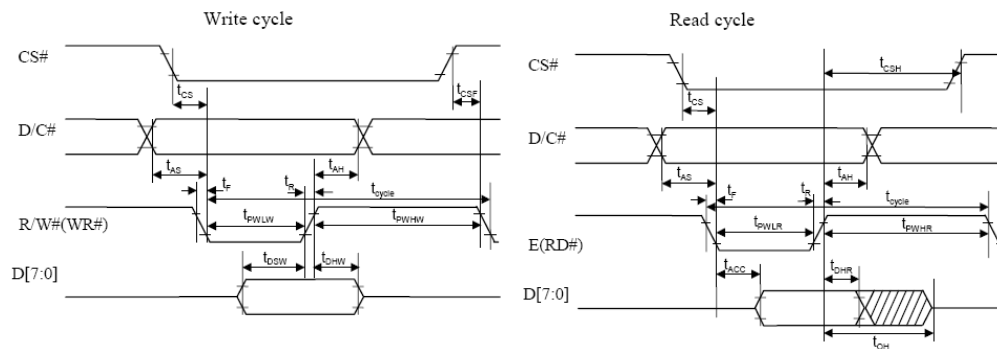 Write cycle
CS#
tCS
tCSF
D/C#
tAS
tAH
tF
tR
tcycle
R/W#(WR#)
tPWLW
tPWHW
D[7:0]
tDSW
tDHW
Read cycle
CS#
tCSH
tCS
D/C#
tAS
tAH
tF
tR
tcycle
E(RD#)
tPWLR
tPWHR
tACC
tDHR
D[7:0]
tOH